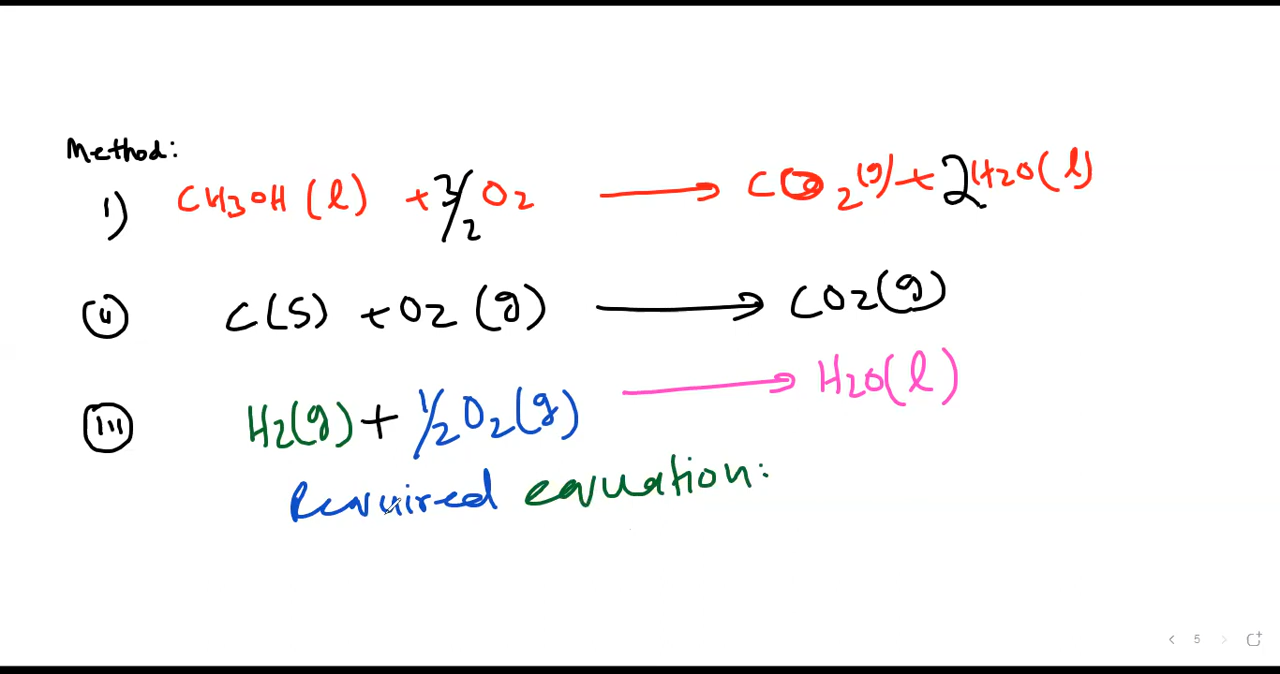 Method:
1) CH3OH (l) + 3/2 O2 → CO2 (g) + 2H2O(l)
(ii) C(S) + O2 (g) → CO2(g)
(iii) H2(g) + 1/2 O2(g) → H2O(l)
Required equation:
5